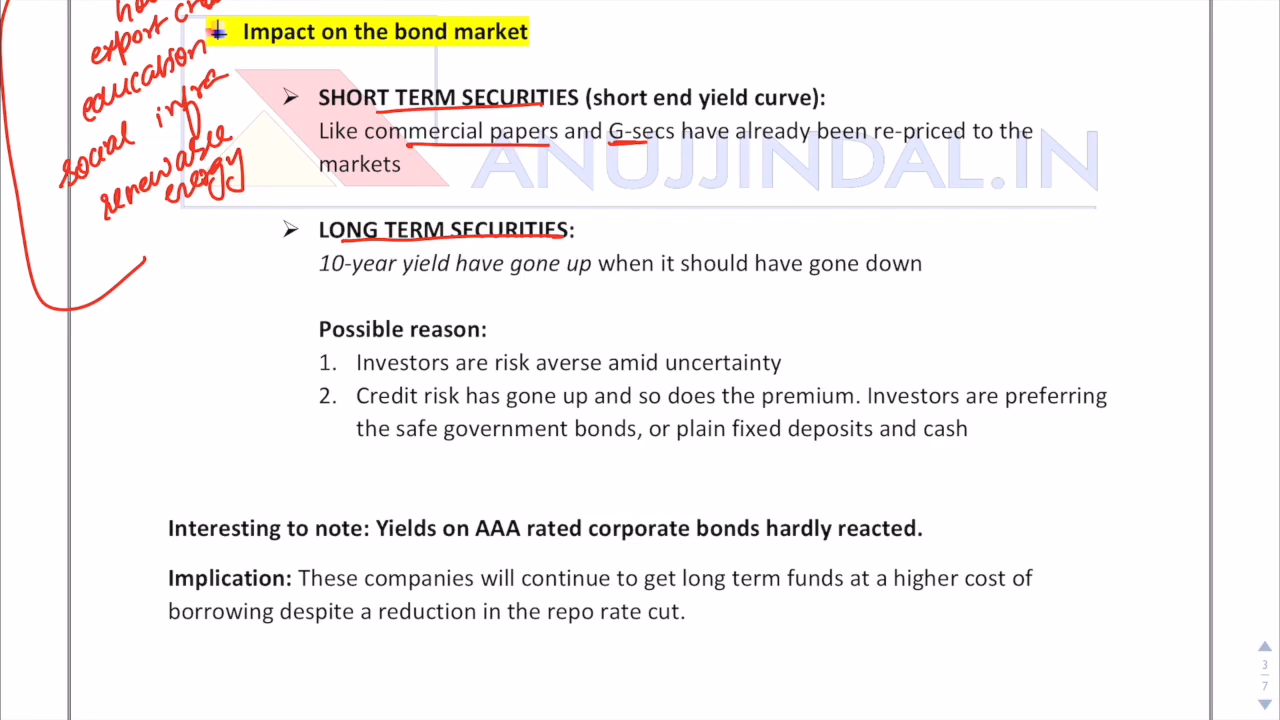 export
education
social infra
renewable
energy
Impact on the bond market
➤ SHORT TERM SECURITIES (short end yield curve):
Like commercial papers and G-secs have already been re-priced to the
markets
ANUJJINDAL.IN
➤ LONG TERM SECURITIES:
10-year yield have gone up when it should have gone down
Possible reason:
1. Investors are risk averse amid uncertainty
2. Credit risk has gone up and so does the premium. Investors are preferring
the safe government bonds, or plain fixed deposits and cash
Interesting to note: Yields on AAA rated corporate bonds hardly reacted.
Implication: These companies will continue to get long term funds at a higher cost of
borrowing despite a reduction in the repo rate cut.
3
7